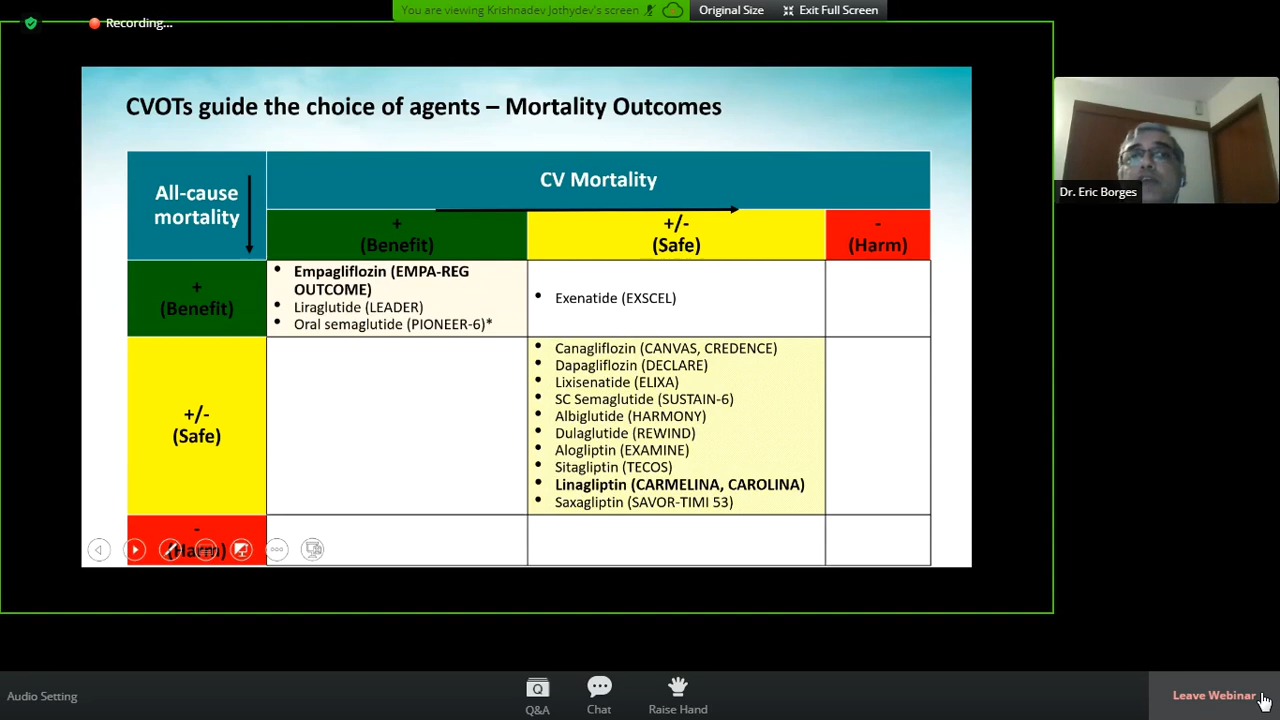 You are viewing Krishnadev Jothydev's screen
Original Size
Exit Full Screen
Recording...
CVOTs guide the choice of agents – Mortality Outcomes
All-cause
mortality
CV Mortality
+
(Benefit)
+/-
(Safe)
-
(Harm)
+
(Benefit)
• Empagliflozin (EMPA-REG
OUTCOME)
• Liraglutide (LEADER)
• Oral semaglutide (PIONEER-6)*
• Exenatide (EXSCEL)
+/-
(Safe)
• Canagliflozin (CANVAS, CREDENCE)
• Dapagliflozin (DECLARE)
• Lixisenatide (ELIXA)
• SC Semaglutide (SUSTAIN-6)
• Albiglutide (HARMONY)
• Dulaglutide (REWIND)
• Alogliptin (EXAMINE)
• Sitagliptin (TECOS)
• Linagliptin (CARMELINA, CAROLINA)
• Saxagliptin (SAVOR-TIMI 53)
-
(Harm)
Dr. Eric Borges
Audio Setting
Q&A
Chat
Raise Hand
Leave Webinar